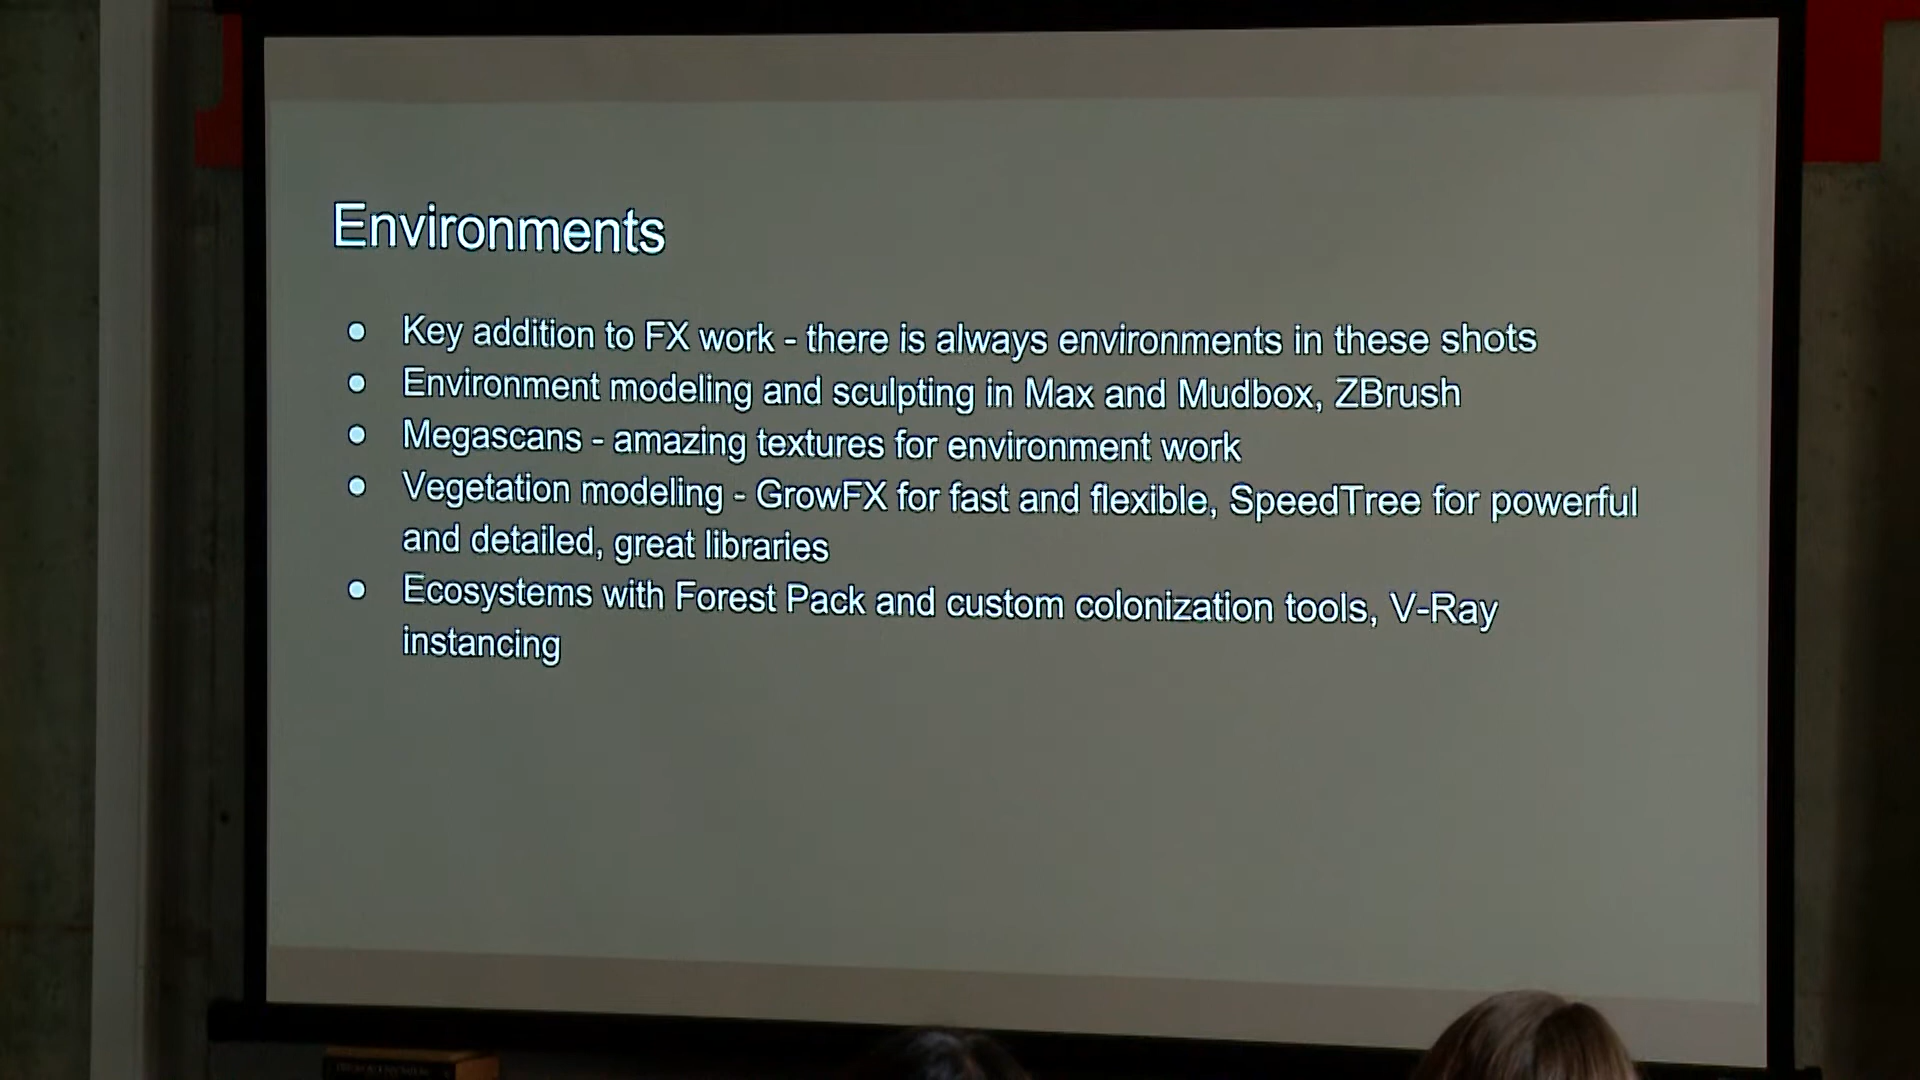 Environments
● Key addition to FX work - there is always environments in these shots
● Environment modeling and sculpting in Max and Mudbox, ZBrush
● Megascans - amazing textures for environment work
● Vegetation modeling - GrowFX for fast and flexible, SpeedTree for powerful
and detailed, great libraries
● Ecosystems with Forest Pack and custom colonization tools, V-Ray
instancing